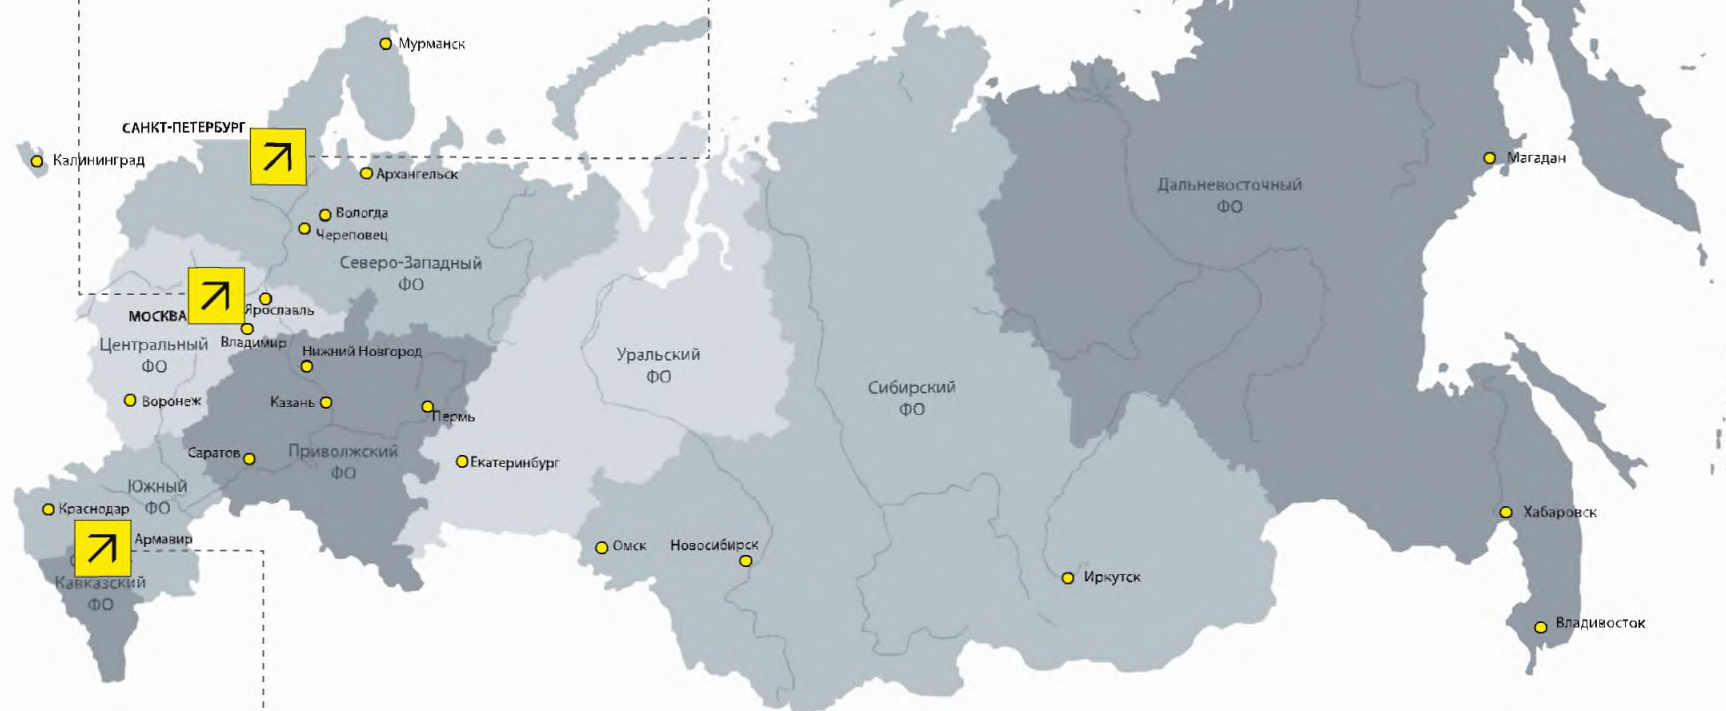 Мурманск
САНКТ-ПЕТЕРБУРГ
Калининград
Архангельск
Вологда
Череповец
Северо-Западный
ФО
Ярославль
МОСКВА
Владимир
Центральный
ФО
Нижний Новгород
Воронеж
Казань
Пермь
Саратов
Приволжский
ФО
Екатеринбург
Уральский
ФО
Южный
ФО
Краснодар
Армавир
Кавказский
ФО
Омск
Новосибирск
Сибирский
ФО
Иркутск
Дальневосточный
ФО
Магадан
Хабаровск
Владивосток